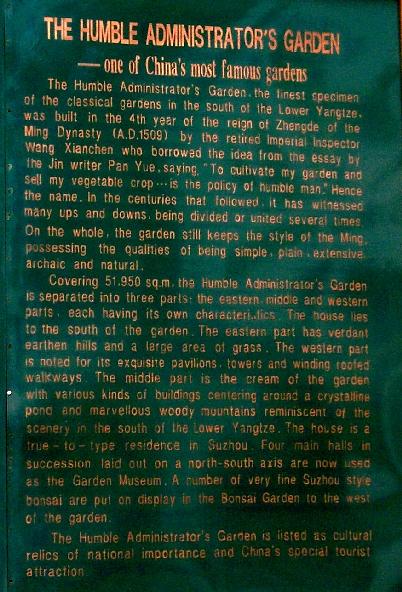 THE HUMBLE ADMINISTRATOR'S GARDEN
— one of China's most famous gardens
The Humble Administrator's Garden, the finest specimen
of the classical gardens in the south of the Lower Yangtze,
was built in the 4th year of the reign of Zhengde of the
Ming Dynasty (A.D.1509) by the retired Imperial Inspector
Wang Xianchen who borrowed the idea from the essay by
the Jin writer Pan Yue, saying, "To cultivate my garden and
sell my vegetable crop···is the policy of humble man." Hence
the name. In the centuries that followed, it has witnessed
many ups and downs, being divided or united several times.
On the whole, the garden still keeps the style of the Ming,
possessing the qualities of being simple, plain, extensive,
archaic and natural.
Covering 51,950 sq.m, the Humble Administrator's Garden
is separated into three parts: the eastern, middle and western
parts, each having its own characteristics. The house lies
to the south of the garden. The eastern part has verdant
earthen hills and a large area of grass. The western part
is noted for its exquisite pavilions, towers and winding roofed
walkways. The middle part is the cream of the garden
with various kinds of buildings centering around a crystalline
pond and marvellous woody mountains reminiscent of the
scenery in the south of the Lower Yangtze. The house is a
true-to-type residence in Suzhou. Four main halls in
succession laid out on a north-south axis are now used
as the Garden Museum. A number of very fine Suzhou style
bonsai are put on display in the Bonsai Garden to the west
of the garden.
The Humble Administrator's Garden is listed as cultural
relics of national importance and China's special tourist
attraction.